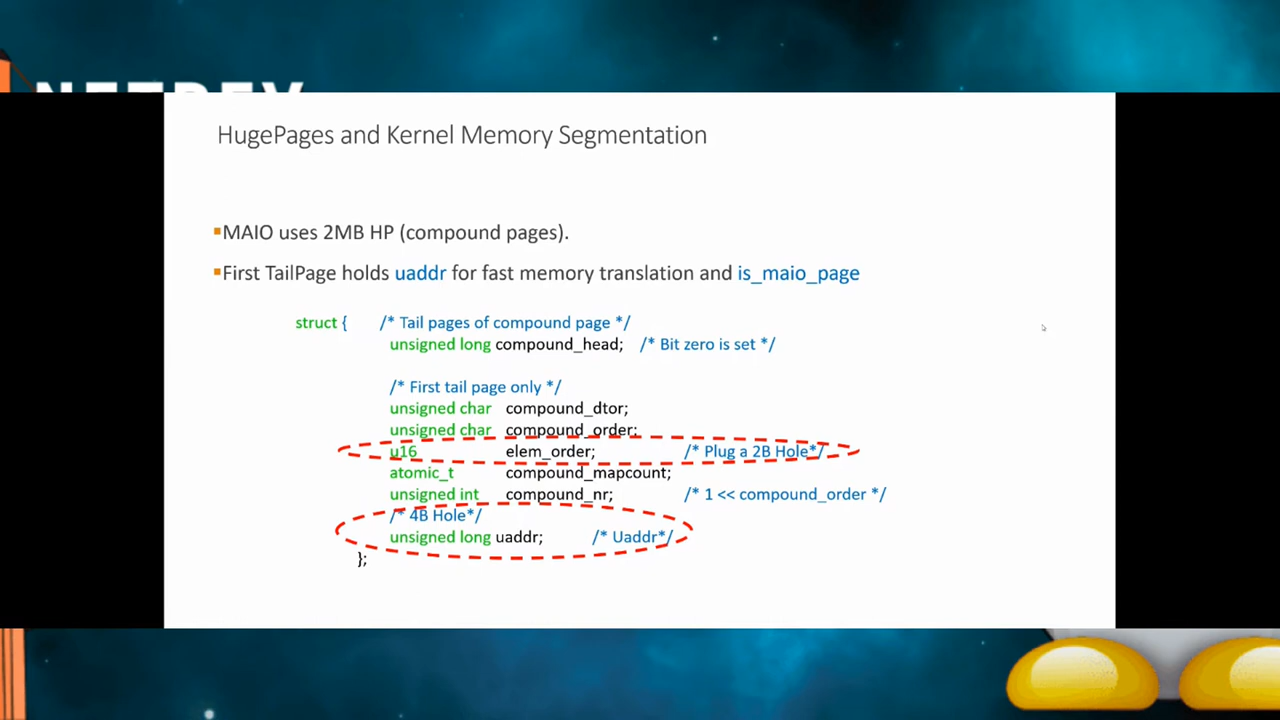 NETDEV
HugePages and Kernel Memory Segmentation
MAIO uses 2MB HP (compound pages).
First TailPage holds uaddr for fast memory translation and is_maio_page
struct { /* Tail pages of compound page */
unsigned long compound_head; /* Bit zero is set */
/* First tail page only */
unsigned char compound_dtor;
unsigned char compound_order;
u16 elem_order; /* Plug a 2B Hole*/
atomic_t compound_mapcount;
unsigned int compound_nr; /* 1 << compound_order */
/* 4B Hole*/
unsigned long uaddr; /* Uaddr*/
};